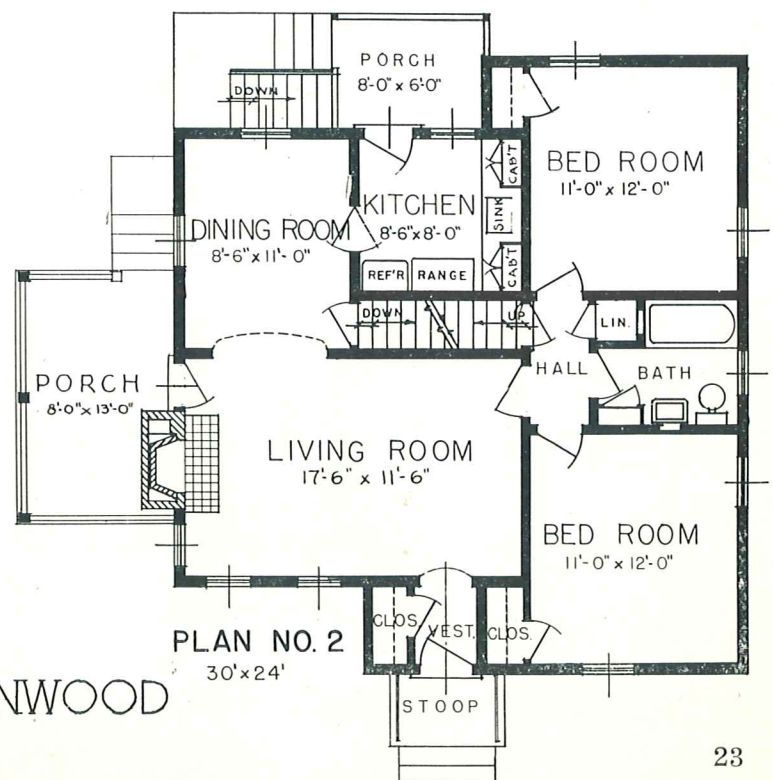 PORCH
8'-0" x 6'-0"
DOWN
BED ROOM
11'-0" x 12'-0"
CAB'T
KITCHEN
8'-6" x 8'-0"
SINK
DINING ROOM
8'-6" x 11'-0"
CAB'T
REF'R
RANGE
DOWN
UP
LIN.
HALL
BATH
PORCH
8'-0" x 13'-0"
LIVING ROOM
17'-6" x 11'-6"
BED ROOM
11'-0" x 12'-0"
CLOS.
VEST.
CLOS.
PLAN NO. 2
30' x 24'
NWOOD
STOOP
23